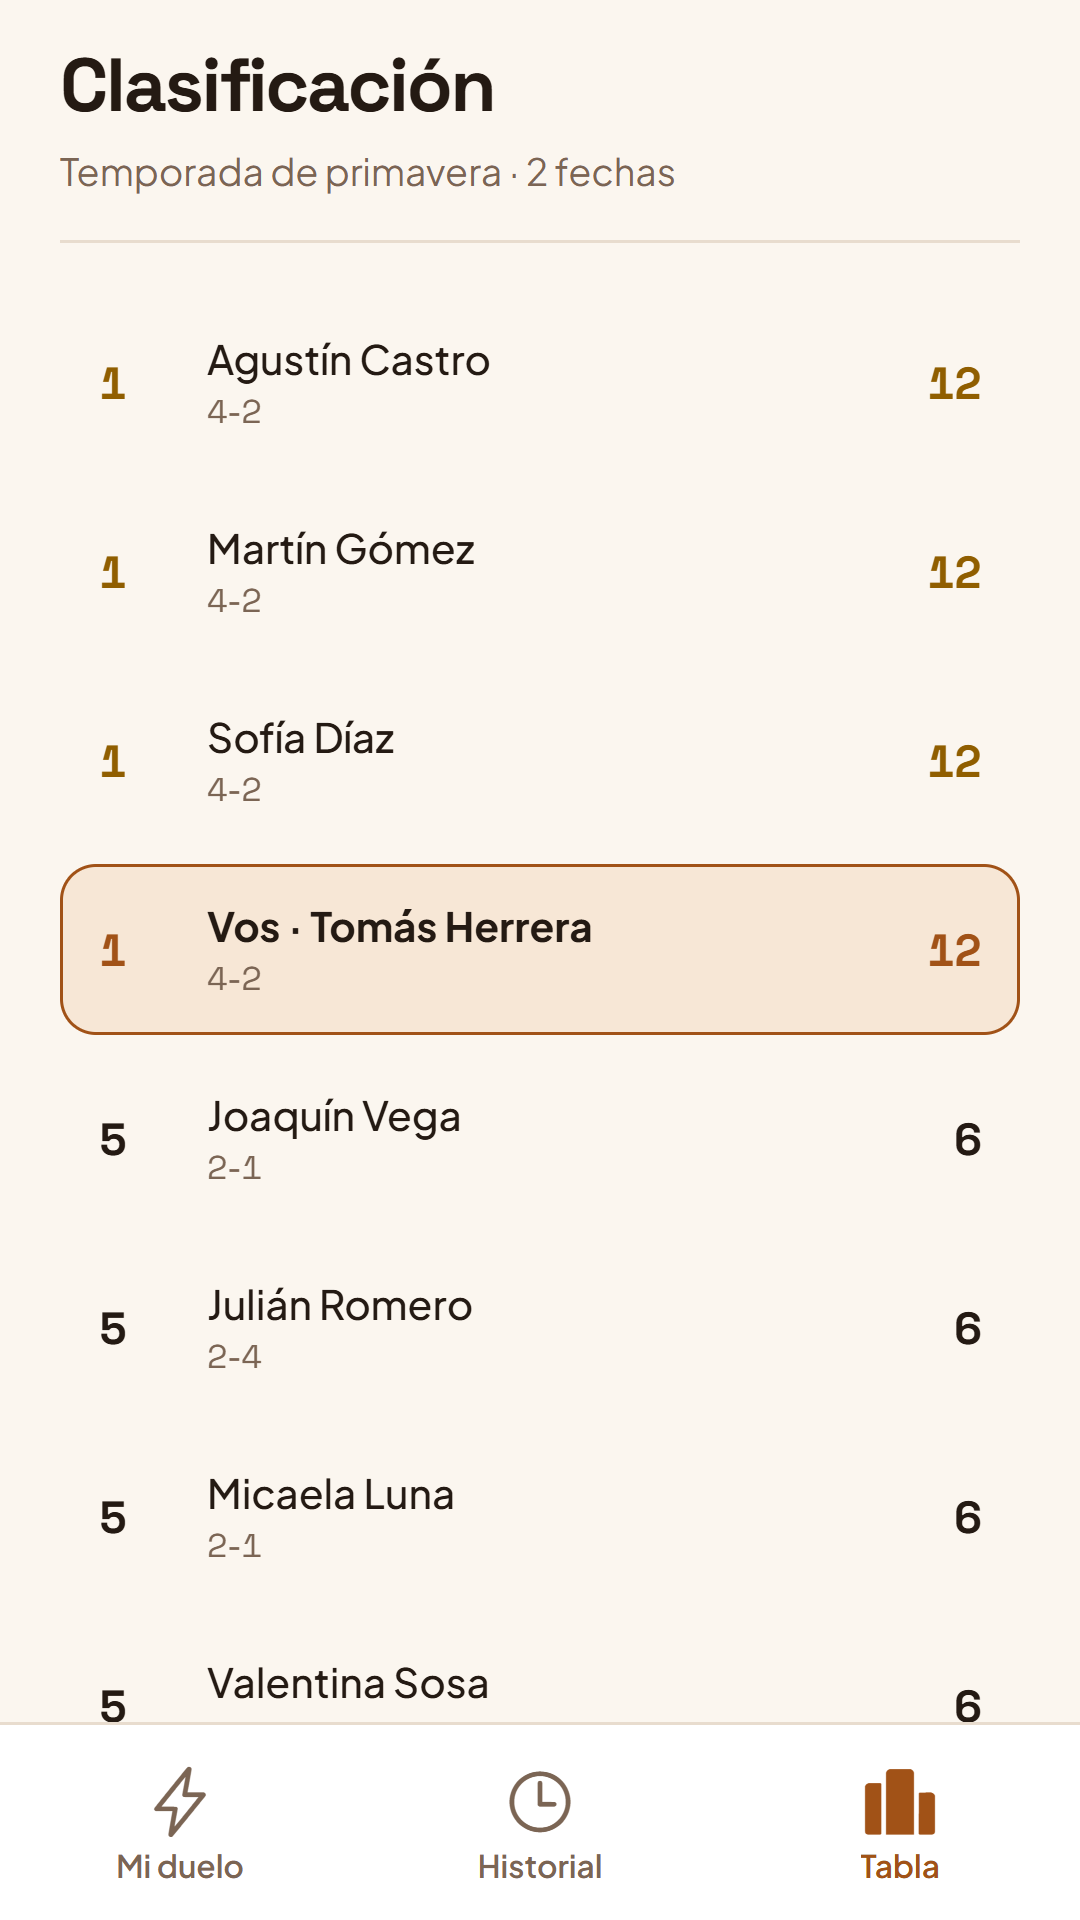 Clasificación
Temporada de primavera · 2 fechas
1 Agustín Castro 12
4-2
1 Martín Gómez 12
4-2
1 Sofía Díaz 12
4-2
1 Vos · Tomás Herrera 12
4-2
5 Joaquín Vega 6
2-1
5 Julián Romero 6
2-4
5 Micaela Luna 6
2-1
5 Valentina Sosa 6
Mi duelo Historial Tabla